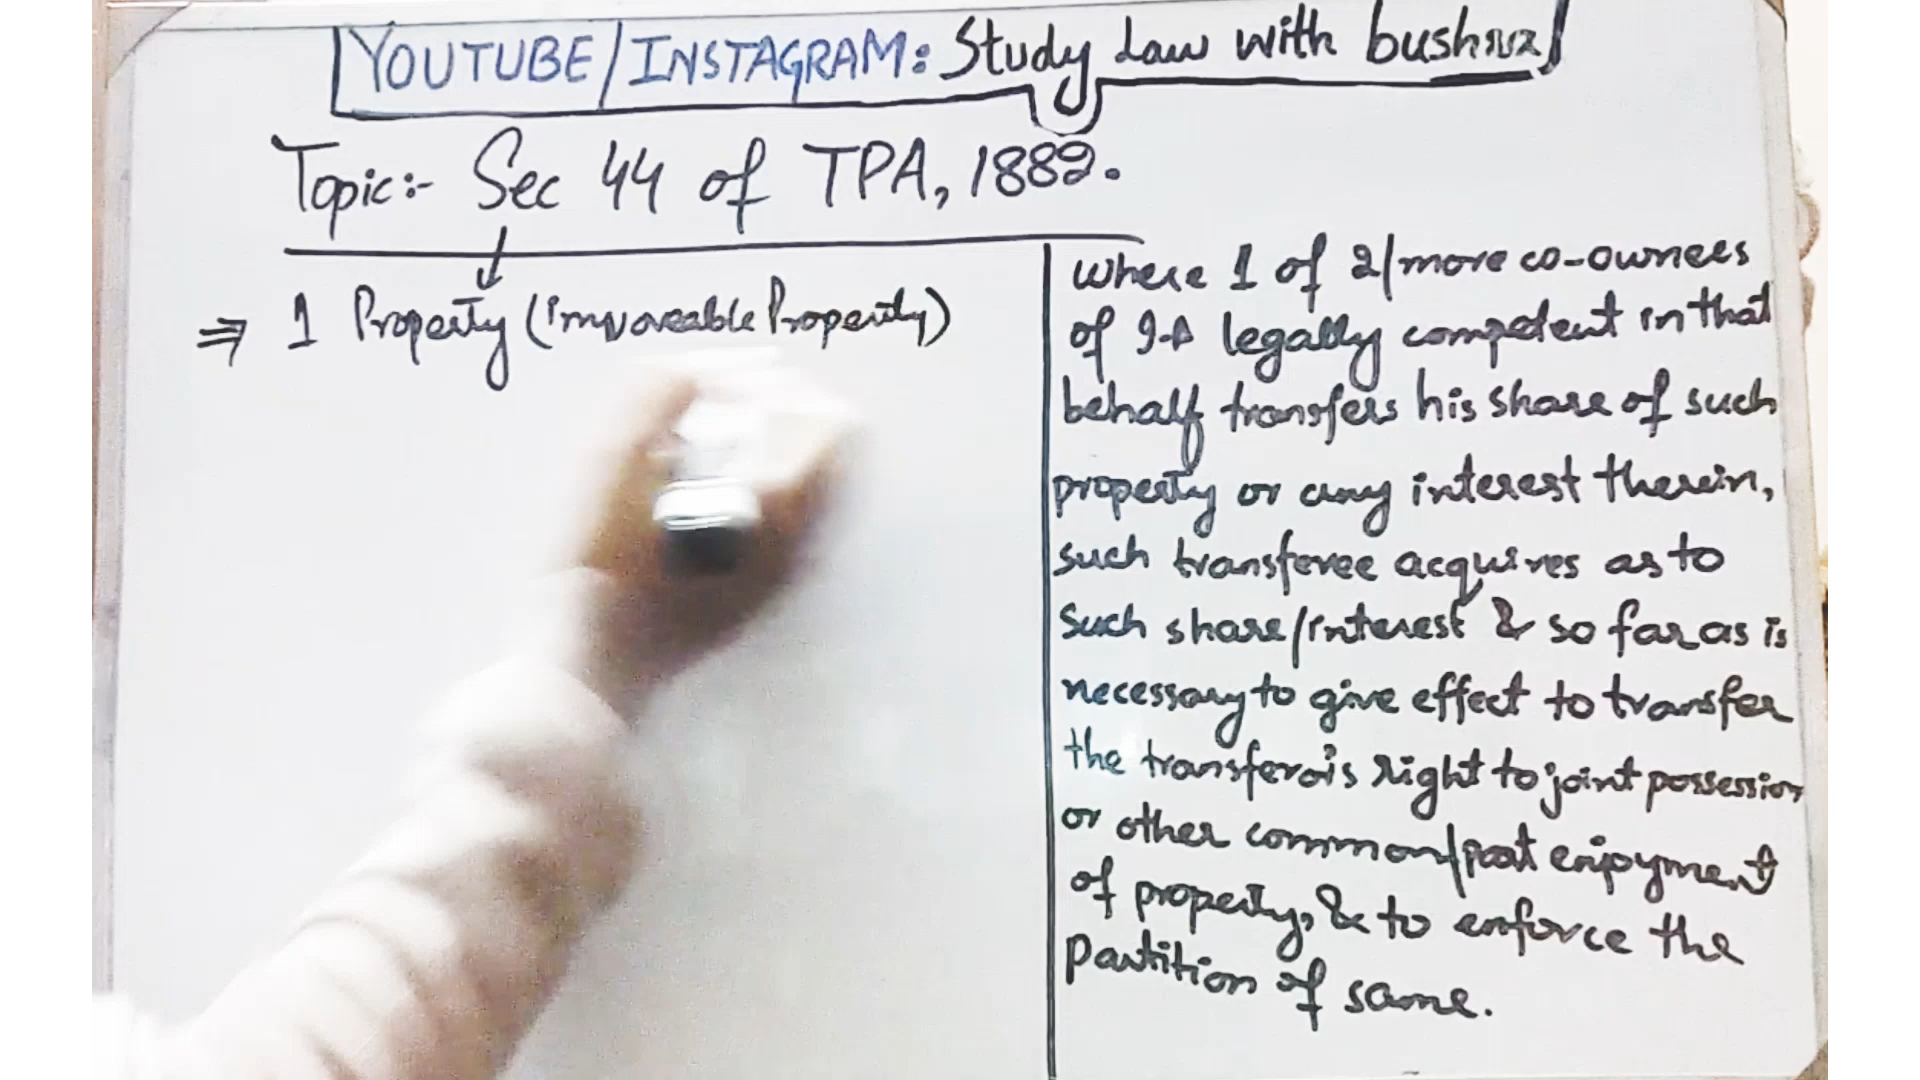 YOUTUBE/INSTAGRAM: Study Law with bushra
Topic:- Sec 44 of TPA, 1882.
⇒ 1 Property (immoveable Property)
Where 1 of 2/more co-owners
of I.P legally competent in that
behalf transfers his share of such
property or any interest therein,
such transferee acquires as to
such share/interest & so far as is
necessary to give effect to transfer
the transferor's right to joint possession
or other common/part enjoyment
of property, & to enforce the
partition of same.